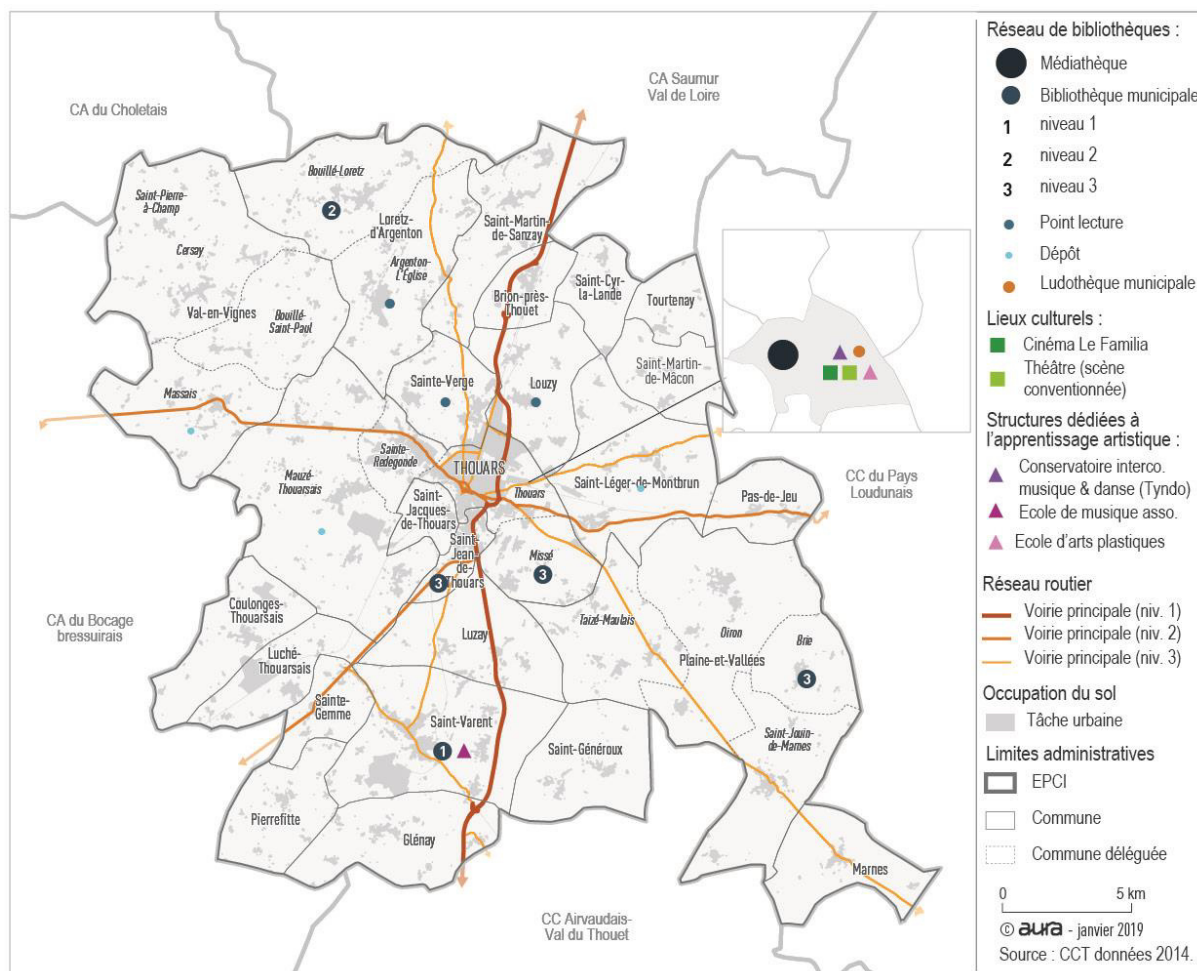 CA du Choletais
CA Saumur
Val de Loire
Bouillé-Loretz
Saint-Pierre-
à-Champ
2
Loretz-
d'Argenton
Saint-Martin-
de-Sanzay
Cersay
Argenton-
L'Église
Saint-Cyr-
la-Lande
Brion-près-
Thouet
Tourtenay
Val-en-Vignes
Bouillé-
Saint-Paul
Saint-Martin-
de-Mâcon
Massais
Sainte-Verge
Louzy
Sainte-
Redegonde
THOUARS
Mauzé-
Thouarsais
Thouars
Saint-Léger-de-Montbrun
CC du Pays
Loudunais
Pas-de-Jeu
Saint-
Jacques-
de-Thouars
Saint-
Jean-
de-
Thouars
Missé
3
3
CA du Bocage
bressuirais
Coulonges-
Thouarsais
Luzay
Taizé-Maulais
Oiron
Brie
Luché-
Thouarsais
Plaine-et-Vallées
3
Sainte-
Gemme
Saint-Varent
1
Saint-Généroux
Saint-Jouin-
de-Marnes
Pierrefitte
Glénay
Marnes
CC Airvaudais-
Val du Thouet
Réseau de bibliothèques :
Médiathèque
Bibliothèque municipale
1 niveau 1
2 niveau 2
3 niveau 3
Point lecture
Dépôt
Ludothèque municipale
Lieux culturels :
Cinéma Le Familia
Théâtre (scène
conventionnée)
Structures dédiées à
l'apprentissage artistique :
Conservatoire interco.
musique & danse (Tyndo)
Ecole de musique asso.
Ecole d'arts plastiques
Réseau routier
Voirie principale (niv. 1)
Voirie principale (niv. 2)
Voirie principale (niv. 3)
Occupation du sol
Tâche urbaine
Limites administratives
EPCI
Commune
Commune déléguée
0 5 km
© aura - janvier 2019
Source : CCT données 2014.